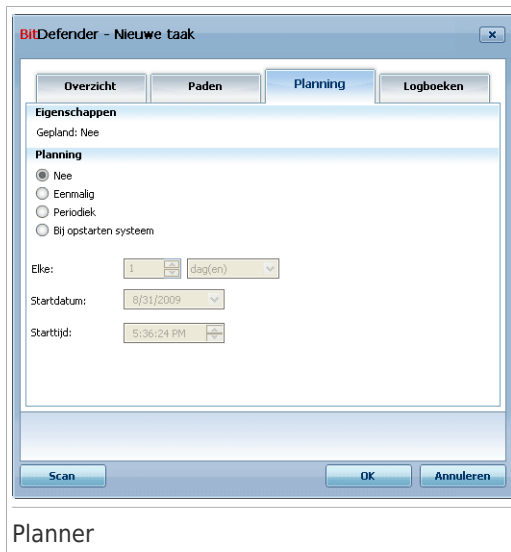 BitDefender - Nieuwe taak
Overzicht Paden Planning Logboeken
Eigenschappen
Gepland: Nee
Planning
Nee
Eenmalig
Periodiek
Bij opstarten systeem
Elke: 1 dag(en)
Startdatum: 8/31/2009
Starttijd: 5:36:24 PM
Scan OK Annuleren
Planner